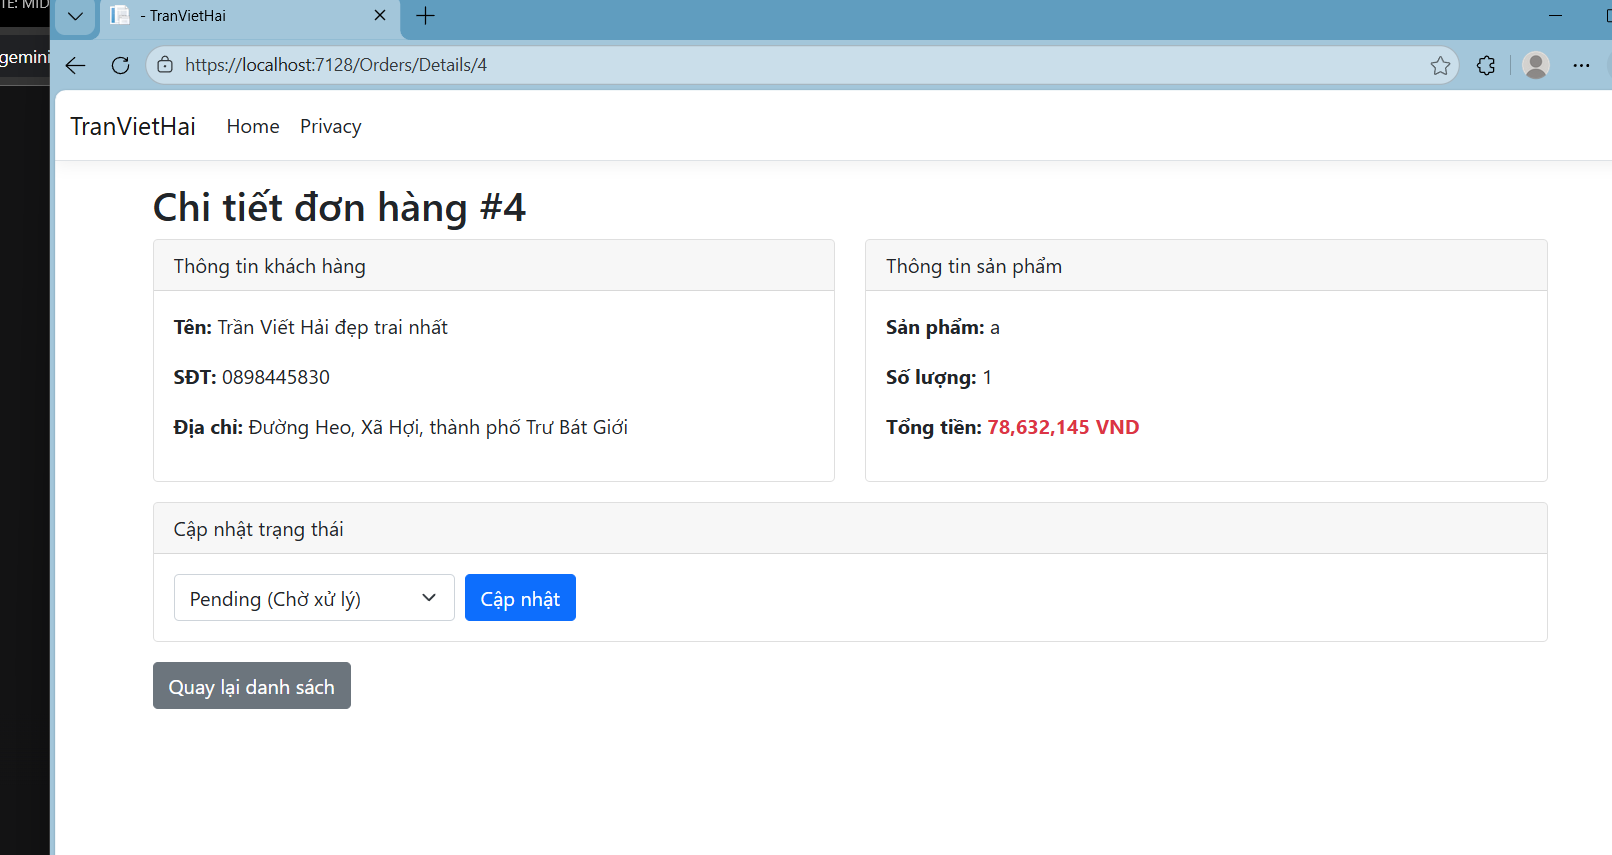 TE: MID
gemini
- TranVietHai
https://localhost:7128/Orders/Details/4
TranVietHai Home Privacy
Chi tiết đơn hàng #4
Thông tin khách hàng
Tên: Trần Viết Hải đẹp trai nhất
SĐT: 0898445830
Địa chỉ: Đường Heo, Xã Hợi, thành phố Trư Bát Giới
Thông tin sản phẩm
Sản phẩm: a
Số lượng: 1
Tổng tiền: 78,632,145 VND
Cập nhật trạng thái
Pending (Chờ xử lý) Cập nhật
Quay lại danh sách